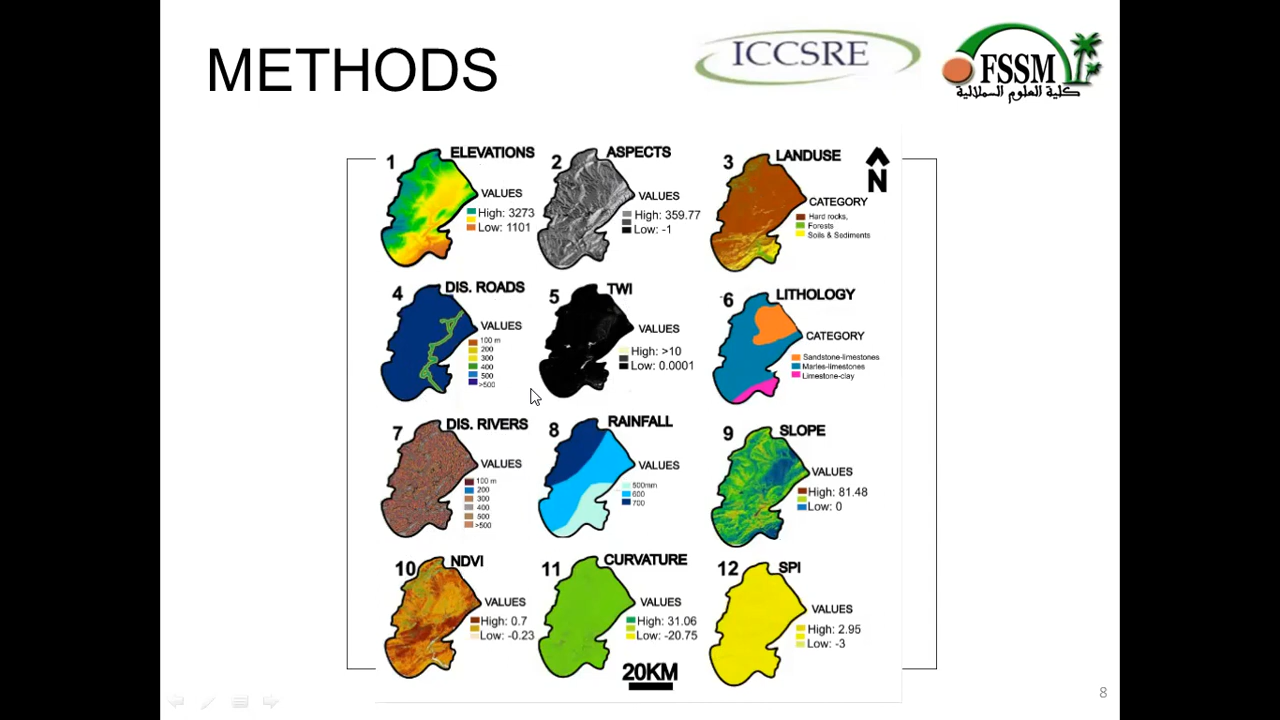 METHODS
ICCSRE
FSSM
كلية العلوم السملالية
1 ELEVATIONS
VALUES
High: 3273
Low: 1101
2 ASPECTS
VALUES
High: 359.77
Low: -1
3 LANDUSE
CATEGORY
Hard rocks,
Forests
Soils & Sediments
N
4 DIS. ROADS
VALUES
100 m
200
300
400
500
>500
5 TWI
VALUES
High: >10
Low: 0.0001
6 LITHOLOGY
CATEGORY
Sandstone-limestones
Marles-limestones
Limestone-clay
7 DIS. RIVERS
VALUES
100 m
200
300
400
500
>500
8 RAINFALL
VALUES
500mm
600
700
9 SLOPE
VALUES
High: 81.48
Low: 0
10 NDVI
VALUES
High: 0.7
Low: -0.23
11 CURVATURE
VALUES
High: 31.06
Low: -20.75
12 SPI
VALUES
High: 2.95
Low: -3
20KM
8